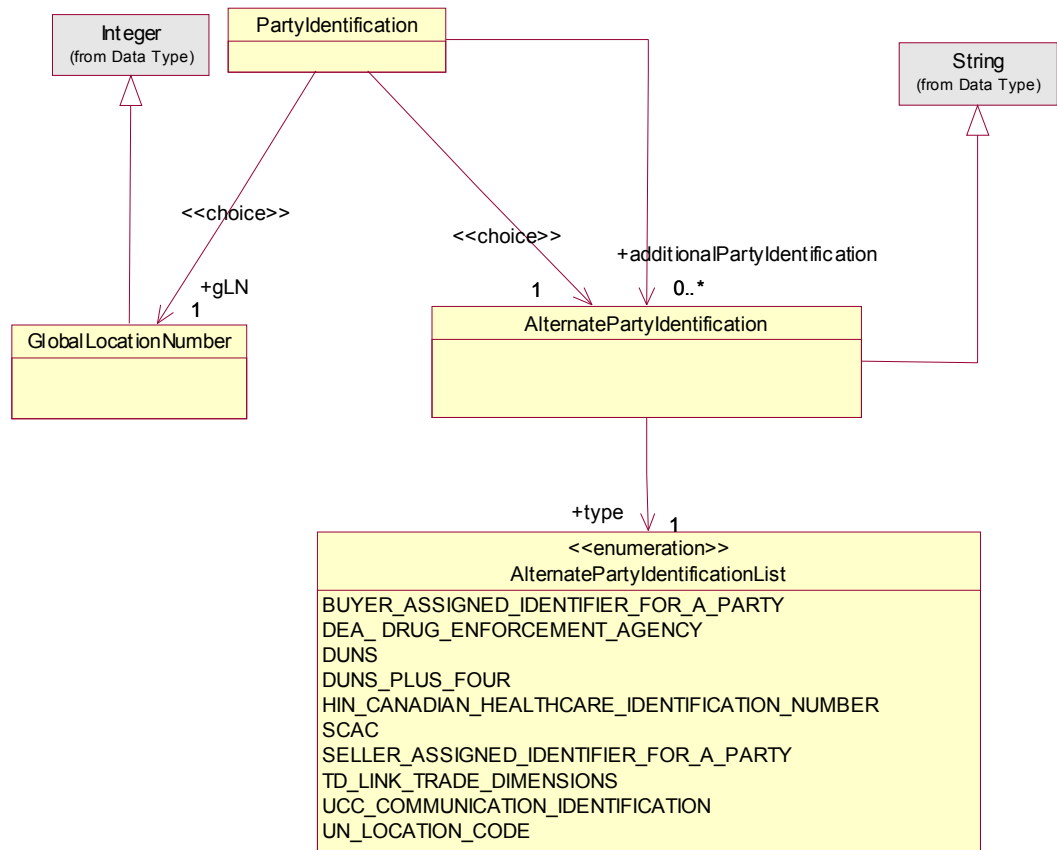 Integer
(from Data Type)
PartyIdentification
String
(from Data Type)
<<choice>>
<<choice>>
+additionalPartyIdentification
+gLN
1
1
0..*
GlobalLocationNumber
AlternatePartyIdentification
+type
1
<<enumeration>>
AlternatePartyIdentificationList
BUYER_ASSIGNED_IDENTIFIER_FOR_A_PARTY
DEA_ DRUG_ENFORCEMENT_AGENCY
DUNS
DUNS_PLUS_FOUR
HIN_CANADIAN_HEALTHCARE_IDENTIFICATION_NUMBER
SCAC
SELLER_ASSIGNED_IDENTIFIER_FOR_A_PARTY
TD_LINK_TRADE_DIMENSIONS
UCC_COMMUNICATION_IDENTIFICATION
UN_LOCATION_CODE